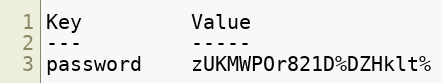 1 Key         Value
2 ---         -----
3 password    zUKMWPOr821D%DZHklt%